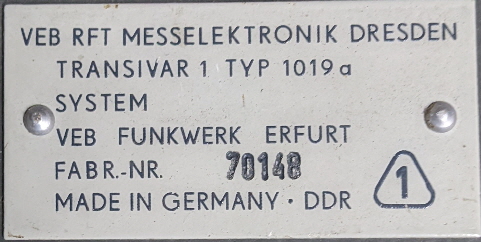 VEB RFT MESSELEKTRONIK DRESDEN
TRANSIVAR 1 TYP 1019 a
SYSTEM
VEB FUNKWERK ERFURT
FABR.-NR. 70148
MADE IN GERMANY · DDR
1